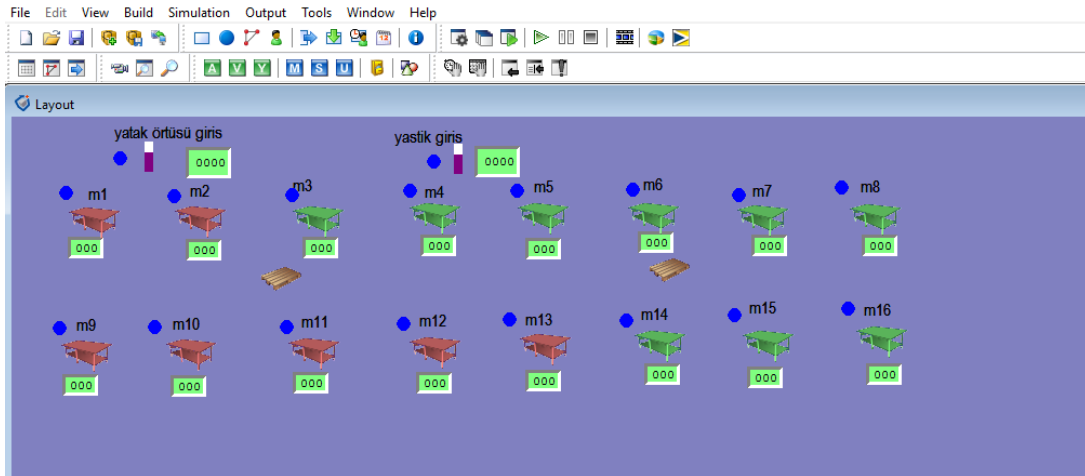 File Edit View Build Simulation Output Tools Window Help
12 i
A V Y M S U
Layout
yatak örtüsü giris yastik giris
0000 0000
m1 m2 m3 m4 m5 m6 m7 m8
000 000 000 000 000 000 000 000
m9 m10 m11 m12 m13 m14 m15 m16
000 000 000 000 000 000 000 000